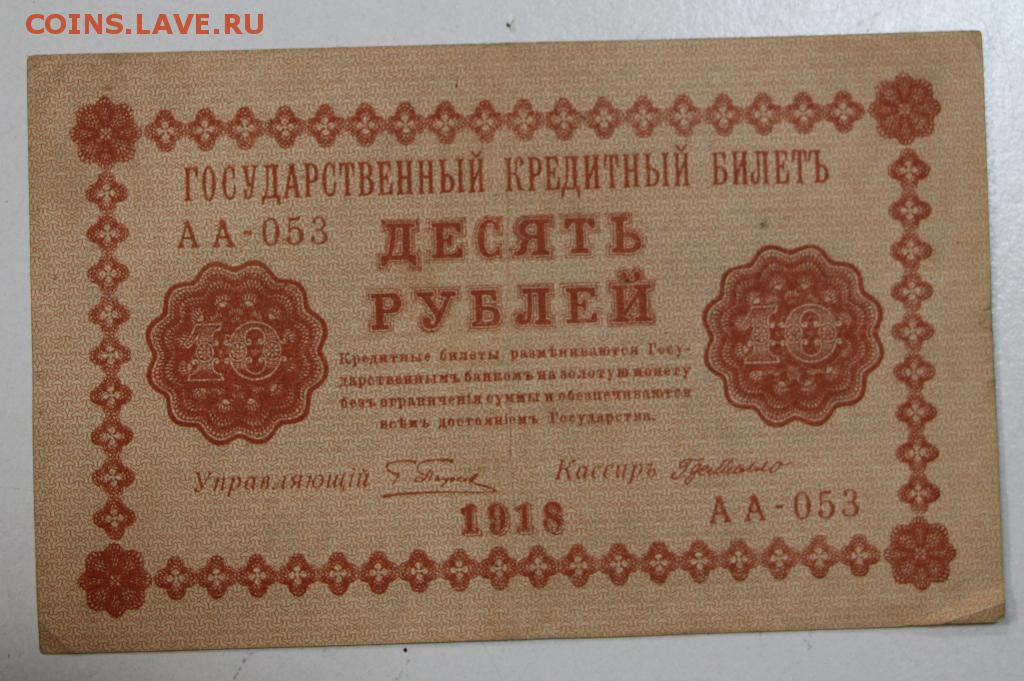 COINS.LAVE.RU
ГОСУДАРСТВЕННЫЙ КРЕДИТНЫЙ БИЛЕТЪ
АА-053
ДЕСЯТЬ
РУБЛЕЙ
10
10
Кредитные билеты размѣниваются Госу-
дарственнымъ банкомъ на золотую монету
безъ ограниченія суммы и обезпечиваются
всѣмъ достояніемъ Государства.
Управляющій
Кассиръ
1918
АА-053